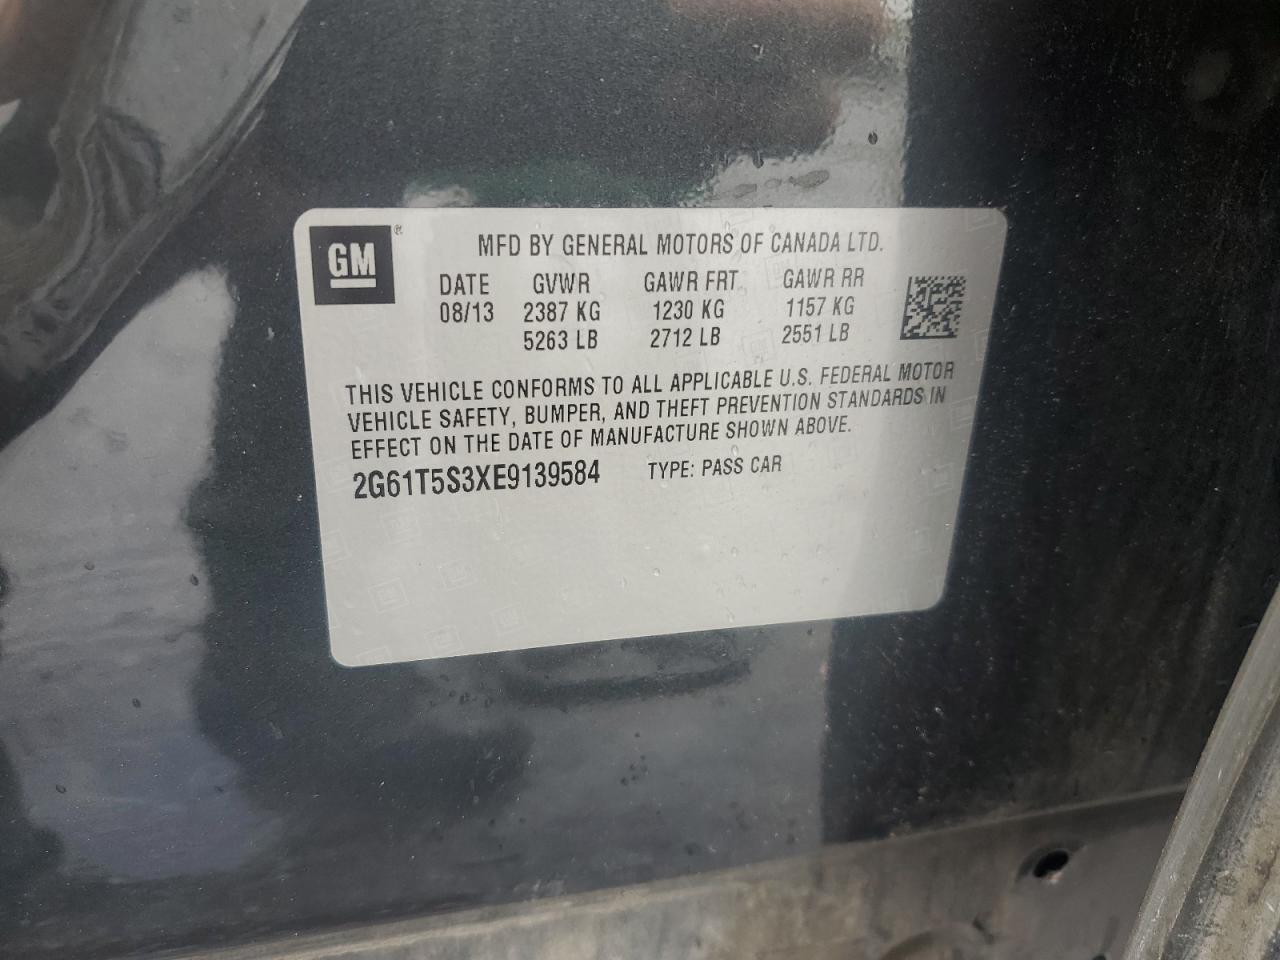 GM ®
MFD BY GENERAL MOTORS OF CANADA LTD.
DATE GVWR GAWR FRT GAWR RR
08/13 2387 KG 1230 KG 1157 KG
5263 LB 2712 LB 2551 LB
THIS VEHICLE CONFORMS TO ALL APPLICABLE U.S. FEDERAL MOTOR
VEHICLE SAFETY, BUMPER, AND THEFT PREVENTION STANDARDS IN
EFFECT ON THE DATE OF MANUFACTURE SHOWN ABOVE.
2G61T5S3XE9139584 TYPE: PASS CAR